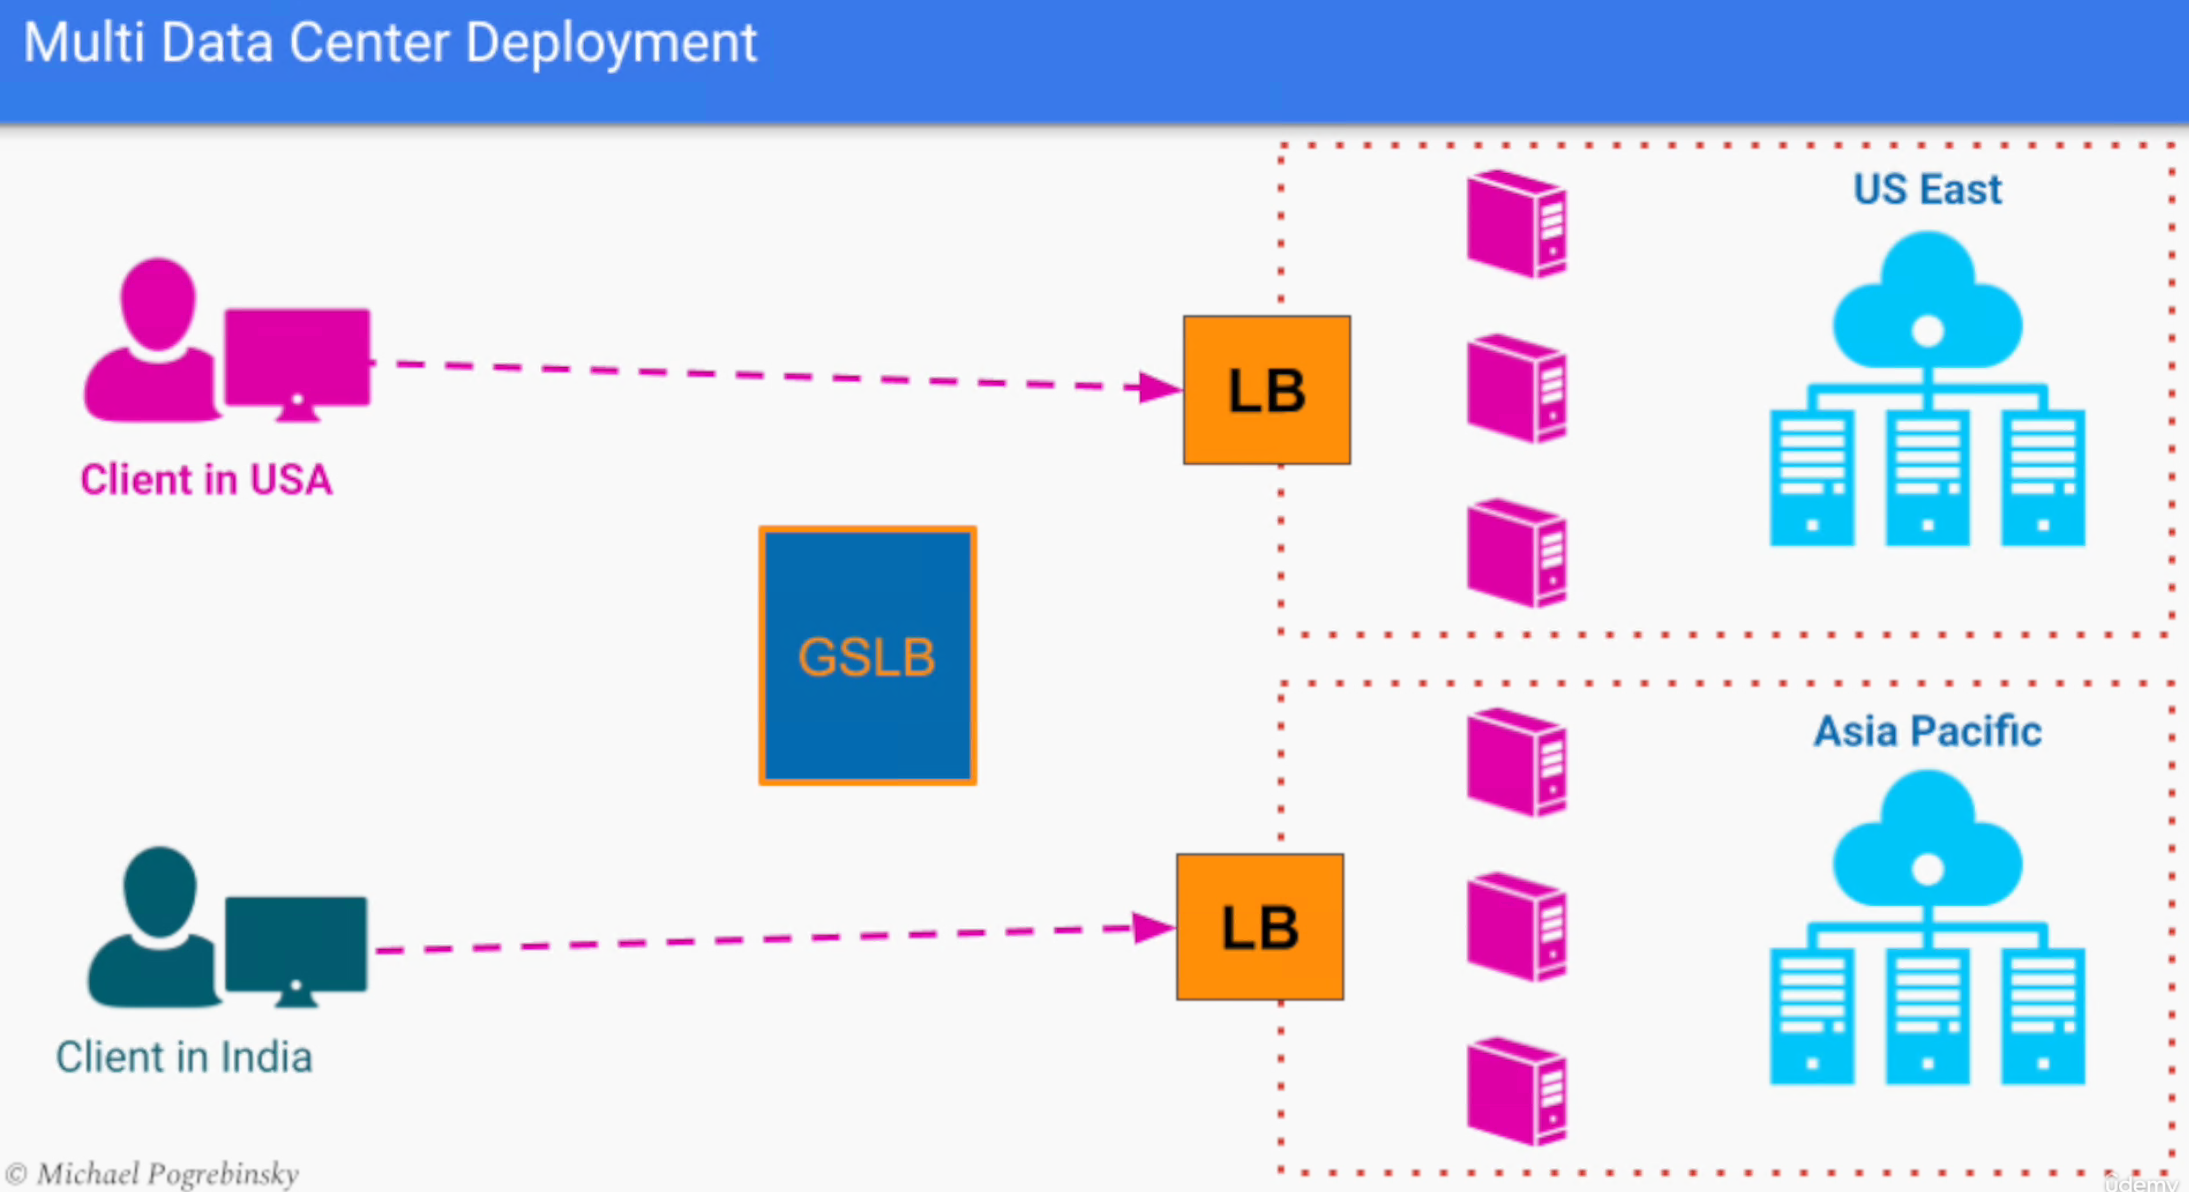 Multi Data Center Deployment
US East
LB
Client in USA
GSLB
Asia Pacific
LB
Client in India
© Michael Pogrebinsky
ûdemy